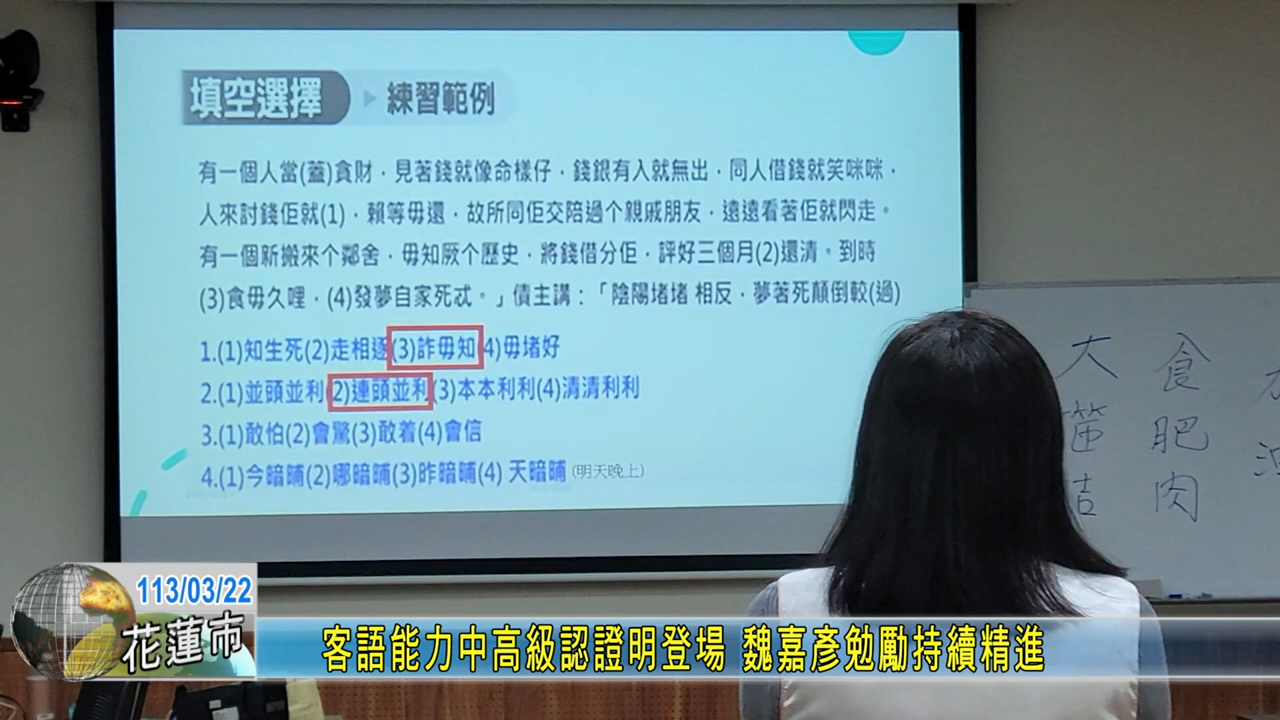 填空選擇 練習範例
有一個人當(蓋)貪財，見著錢就像命樣仔，錢銀有入就無出，同人借錢就笑咪咪，
人來討錢佢就(1)，賴等毋還，故所同佢交陪過个親戚朋友，遠遠看著佢就閃走。
有一個新搬來个鄰舍，毋知厥个歷史，將錢借分佢，評好三個月(2)還清。到時
(3)食毋久哩，(4)發夢自家死忒。」債主講：「陰陽堵堵 相反，夢著死顛倒較(過)
1.(1)知生死(2)走相逐(3)詐毋知(4)毋堵好
2.(1)並頭並利(2)連頭並利(3)本本利利(4)清清利利
3.(1)敢怕(2)會驚(3)敢着(4)會信
4.(1)今暗晡(2)哪暗晡(3)昨暗晡(4) 天暗晡(明天晚上)
大
食肥肉
113/03/22
花蓮市
客語能力中高級認證明登場 魏嘉彥勉勵持續精進